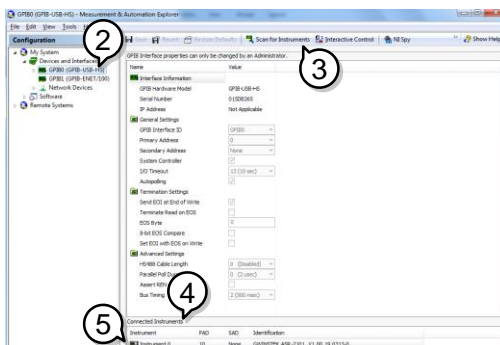 GPIB0 (GPIB-USB-HS) - Measurement & Automation Explorer
File Edit View Tools
Configuration
2
Save Revert Restore Defaults Scan for Instruments Interactive Control NI Spy Show Help
My System
Devices and Interfaces
GPIB0 (GPIB-USB-HS)
GPIB1 (GPIB-ENET/100)
Network Devices
Software
Remote Systems
3
GPIB Interface properties can only be changed by an Administrator.
Name Value
Interface Information
GPIB Hardware Model GPIB-USB-HS
Serial Number 015DB265
IP Address Not Applicable
General Settings
GPIB Interface ID GPIB0
Primary Address 0
Secondary Address None
System Controller
I/O Timeout 13 (10 sec)
Autopolling
Termination Settings
Send EOI at End of Write
Terminate Read on EOS
EOS Byte 0
8-bit EOS Compare
Set EOI with EOS on Write
Advanced Settings
HS488 Cable Length 0 (Disabled)
Parallel Poll 0 (2 usec)
Assert REN
Bus Timing 2 (500 nsec)
4
Connected Instruments
5
Instrument PAD SAD Identification
Instrument 0 10 None